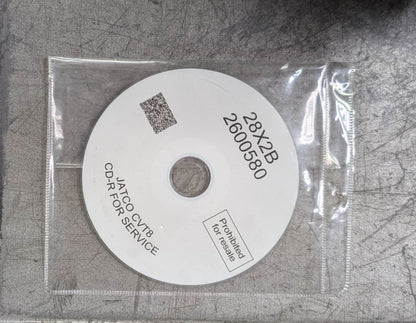 28X2B
2600580
JATCO CVT8
CD-R FOR SERVICE
Prohibited
for resale